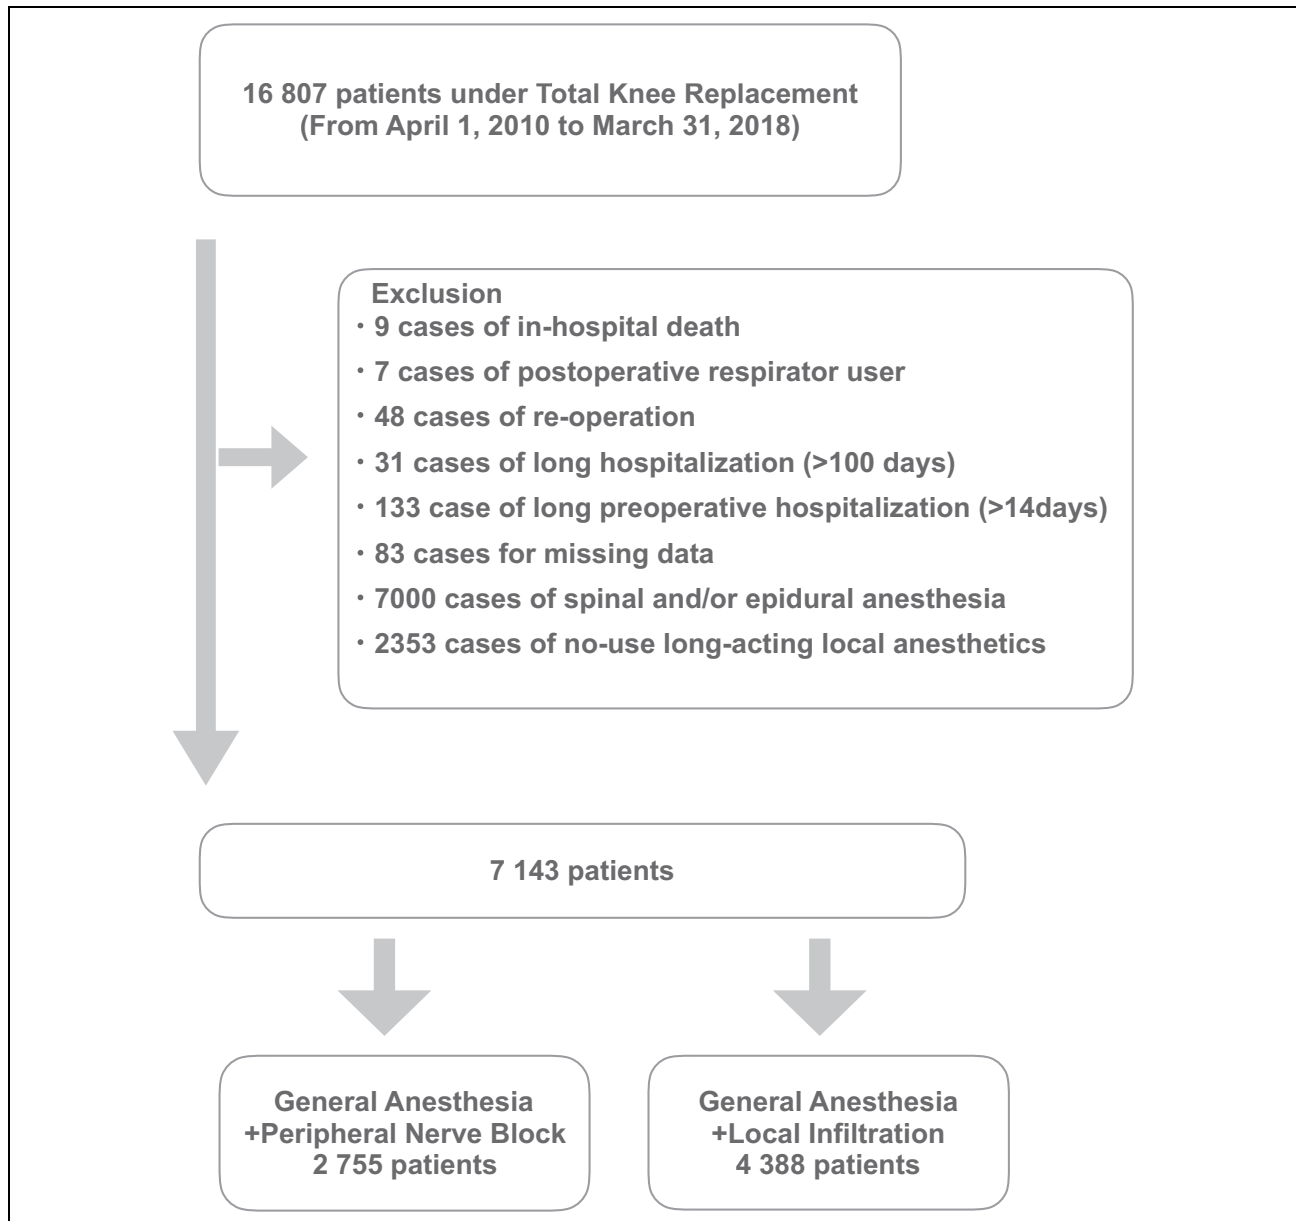 16 807 patients under Total Knee Replacement
(From April 1, 2010 to March 31, 2018)
Exclusion
・9 cases of in-hospital death
・7 cases of postoperative respirator user
・48 cases of re-operation
・31 cases of long hospitalization (>100 days)
・133 case of long preoperative hospitalization (>14days)
・83 cases for missing data
・7000 cases of spinal and/or epidural anesthesia
・2353 cases of no-use long-acting local anesthetics
7 143 patients
General Anesthesia
+Peripheral Nerve Block
2 755 patients
General Anesthesia
+Local Infiltration
4 388 patients